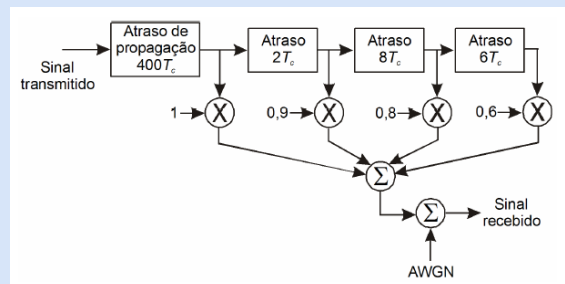 Atraso de
propagação
400Tc
Atraso
2Tc
Atraso
8Tc
Atraso
6Tc
Sinal
transmitido
1
X
0,9
X
0,8
X
0,6
X
Σ
Σ
Sinal
recebido
AWGN